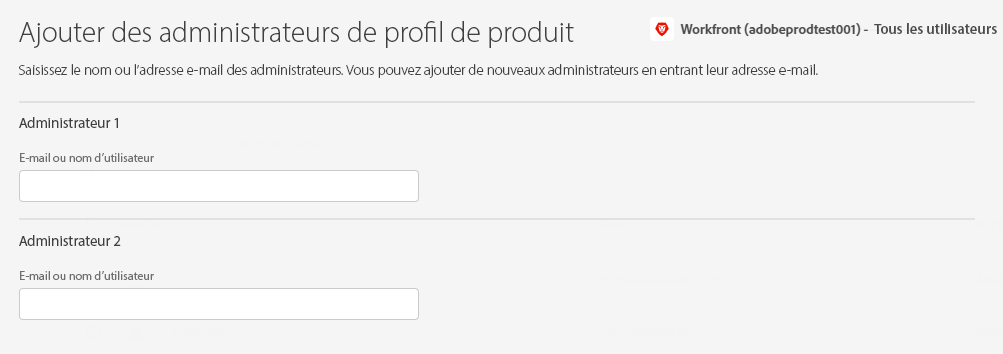 Ajouter des administrateurs de profil de produit
Workfront (adobeprodtest001) - Tous les utilisateurs
Saisissez le nom ou l'adresse e-mail des administrateurs. Vous pouvez ajouter de nouveaux administrateurs en entrant leur adresse e-mail.
Administrateur 1
E-mail ou nom d'utilisateur
Administrateur 2
E-mail ou nom d'utilisateur